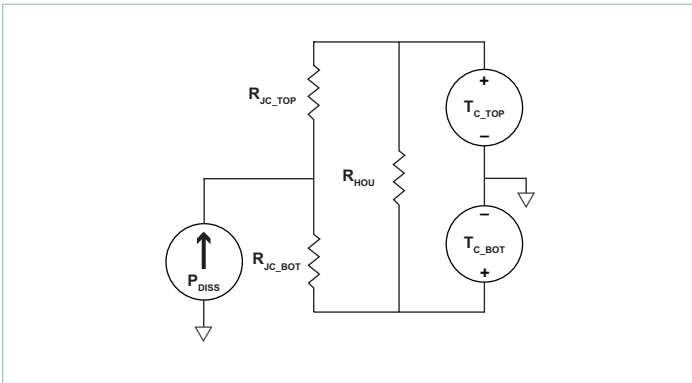 R_JC_TOP
+
T_C_TOP
–
R_HOU
–
T_C_BOT
+
R_JC_BOT
P_DISS